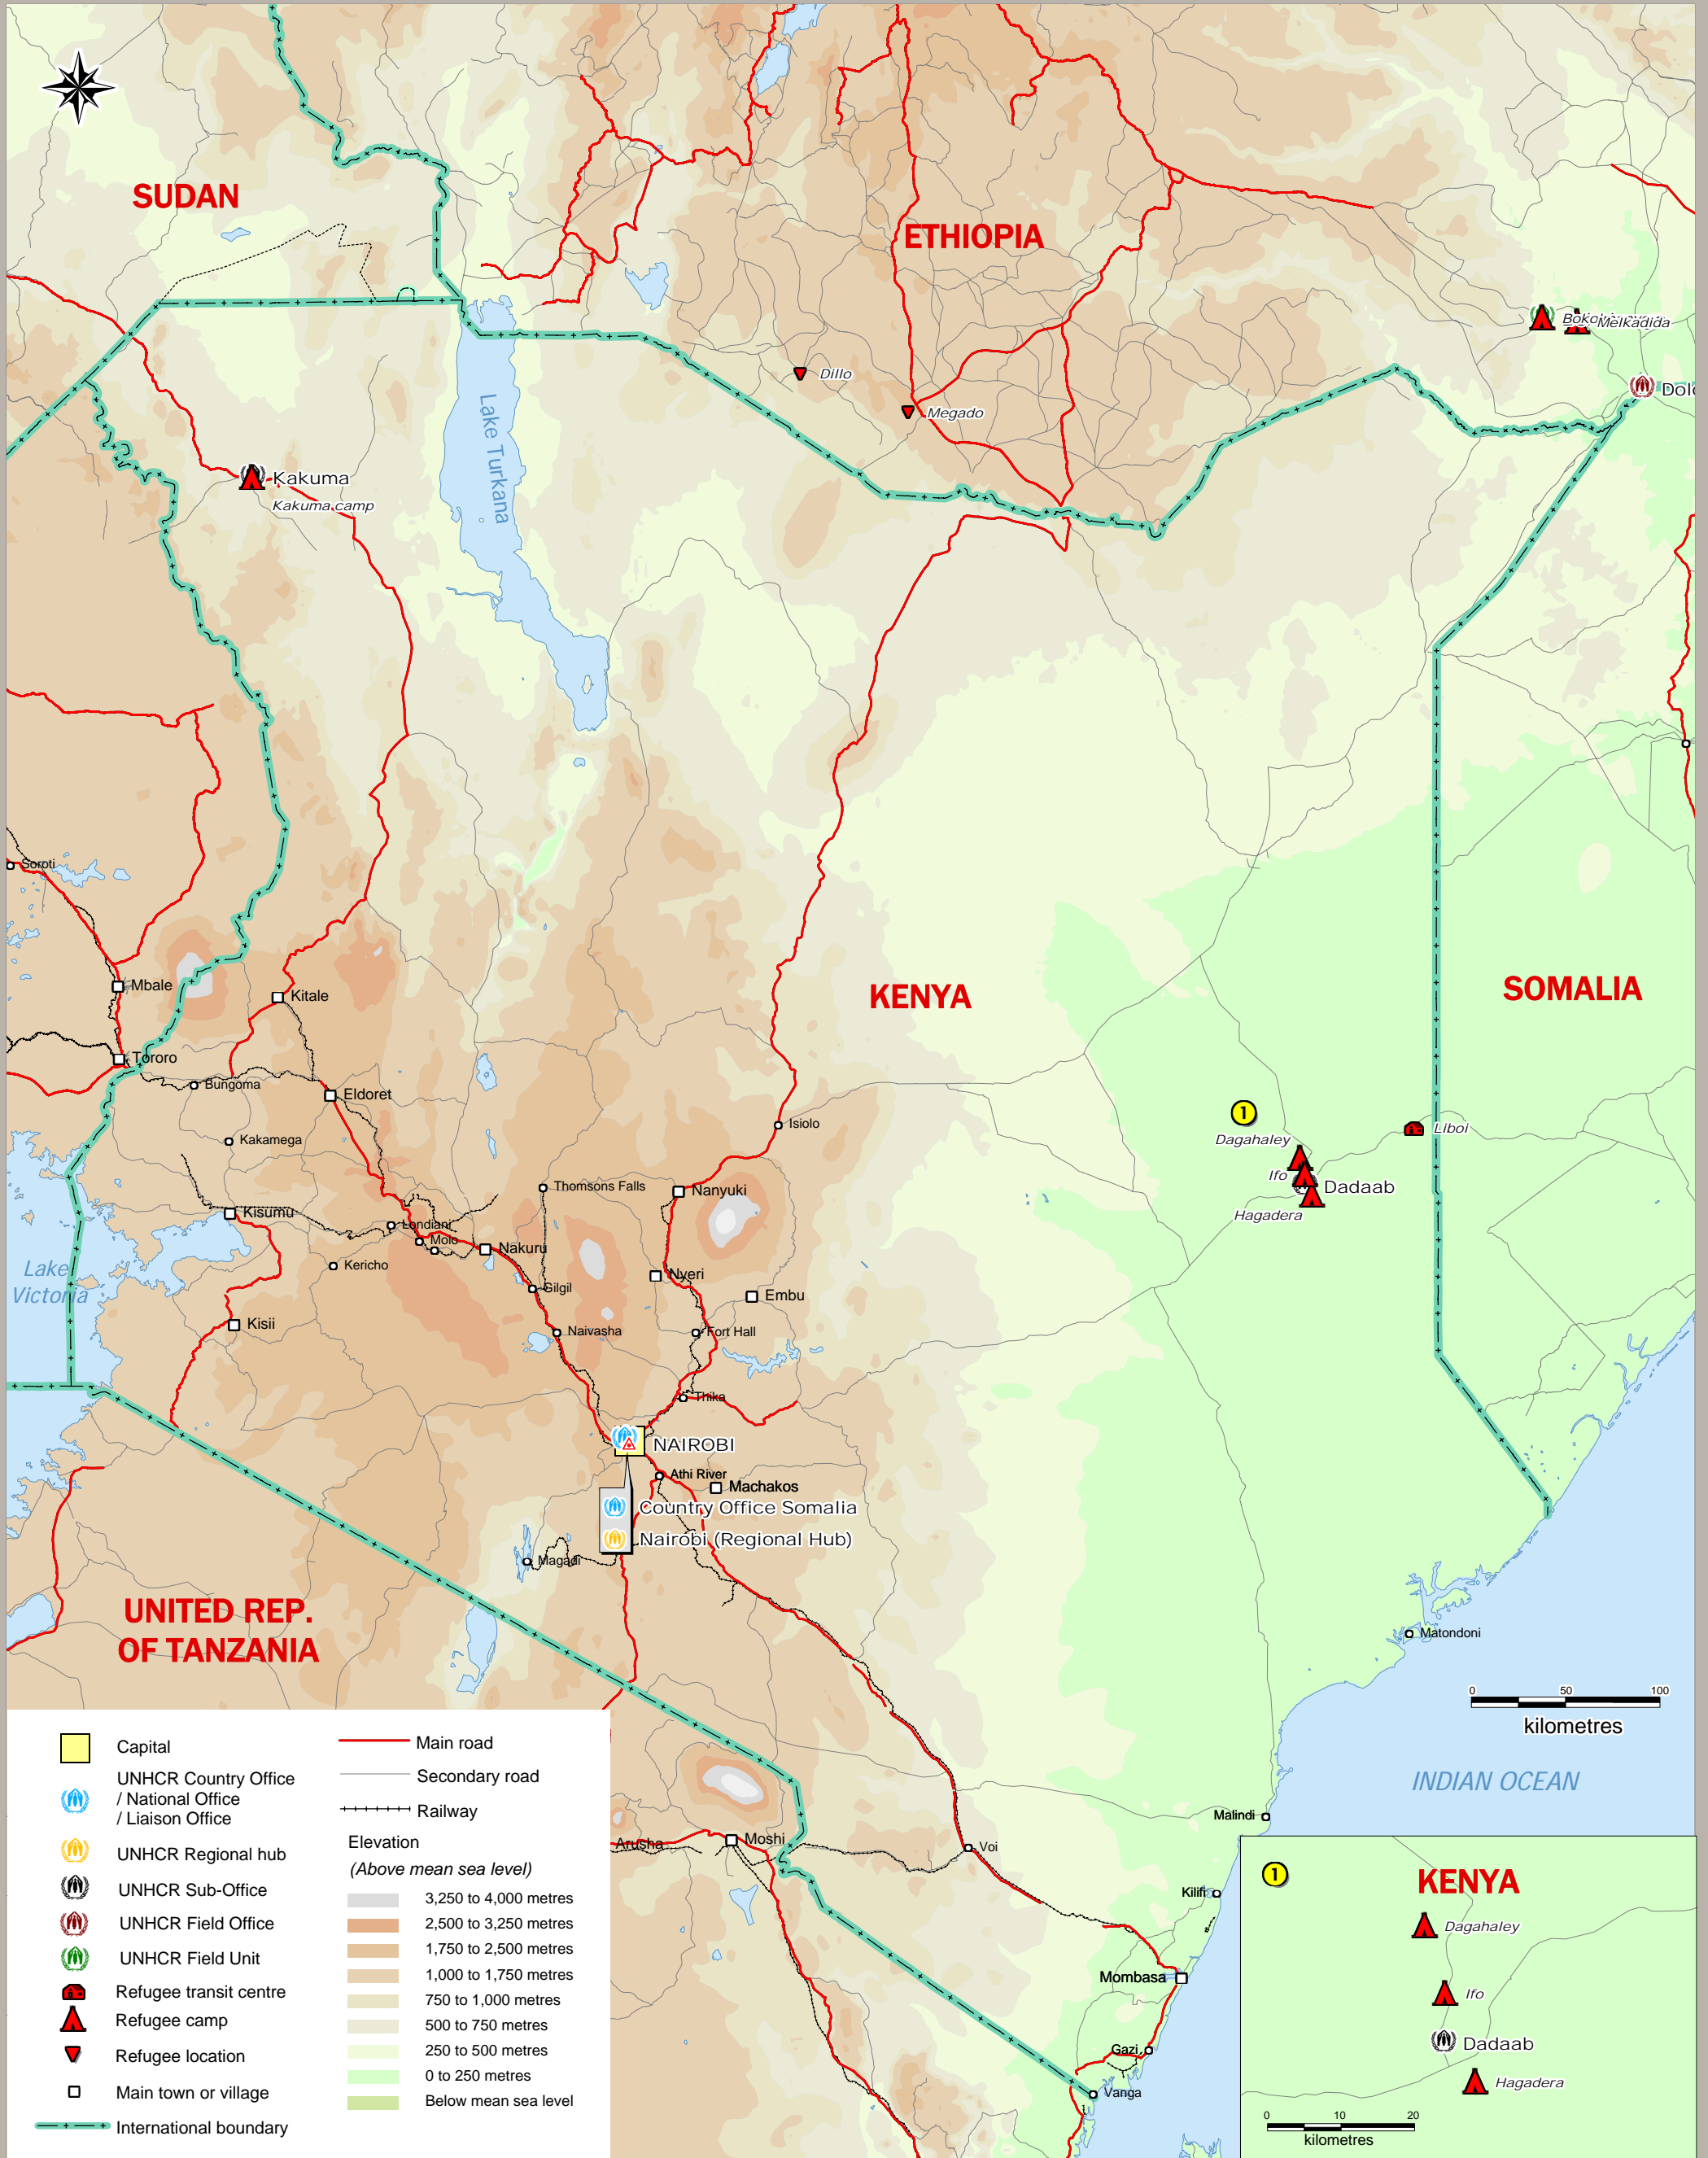 SUDAN
ETHIOPIA
Melkadida
Dillo
Megado
Lake Turkana
Kakuma
Kakuma camp
Soroti
Mbale
Kitale
KENYA
SOMALIA
Tororo
Bungoma
Eldoret
1
Kakamega
Isiolo
Dagahaley
Liboi
Ifo
Dadaab
Thomsons Falls
Nanyuki
Hagadera
Kisumu
Londiani
Molo
Nakuru
Lake
Victoria
Kericho
Nyeri
Gilgil
Embu
Kisii
Naivasha
Fort Hall
Thika
NAIROBI
Athi River
Machakos
Country Office Somalia
Nairobi (Regional Hub)
Magadi
UNITED REP.
OF TANZANIA
Matondoni
0 50 100
kilometres
INDIAN OCEAN
Malindi
Arusha
Moshi
Voi
Kilifi
Mombasa
Gazi
Vanga
Capital
UNHCR Country Office
/ National Office
/ Liaison Office
UNHCR Regional hub
UNHCR Sub-Office
UNHCR Field Office
UNHCR Field Unit
Refugee transit centre
Refugee camp
Refugee location
Main town or village
International boundary
Main road
Secondary road
Railway
Elevation
(Above mean sea level)
3,250 to 4,000 metres
2,500 to 3,250 metres
1,750 to 2,500 metres
1,000 to 1,750 metres
750 to 1,000 metres
500 to 750 metres
250 to 500 metres
0 to 250 metres
Below mean sea level
1
KENYA
Dagahaley
Ifo
Dadaab
Hagadera
0 10 20
kilometres